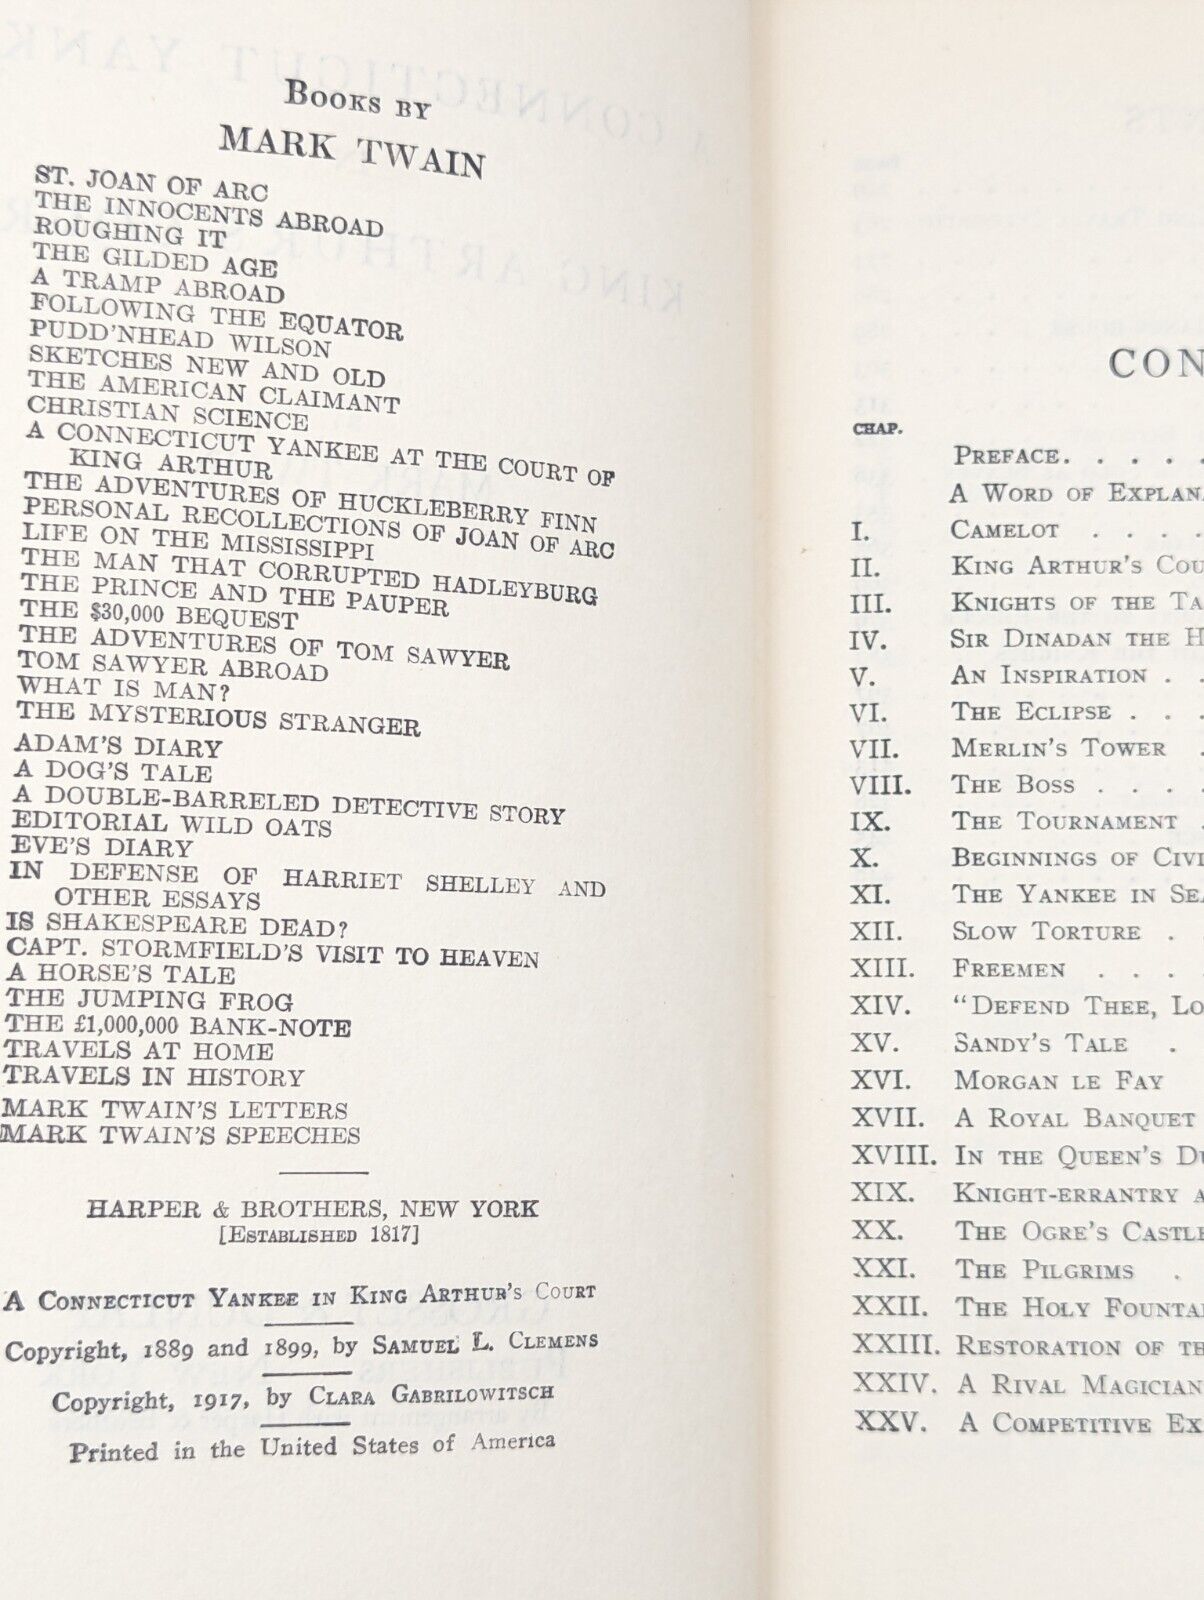 Books by
MARK TWAIN
ST. JOAN OF ARC
THE INNOCENTS ABROAD
ROUGHING IT
THE GILDED AGE
A TRAMP ABROAD
FOLLOWING THE EQUATOR
PUDD'NHEAD WILSON
SKETCHES NEW AND OLD
THE AMERICAN CLAIMANT
CHRISTIAN SCIENCE
A CONNECTICUT YANKEE AT THE COURT OF
KING ARTHUR
THE ADVENTURES OF HUCKLEBERRY FINN
PERSONAL RECOLLECTIONS OF JOAN OF ARC
LIFE ON THE MISSISSIPPI
THE MAN THAT CORRUPTED HADLEYBURG
THE PRINCE AND THE PAUPER
THE $30,000 BEQUEST
THE ADVENTURES OF TOM SAWYER
TOM SAWYER ABROAD
WHAT IS MAN?
THE MYSTERIOUS STRANGER
ADAM'S DIARY
A DOG'S TALE
A DOUBLE-BARRELED DETECTIVE STORY
EDITORIAL WILD OATS
EVE'S DIARY
IN DEFENSE OF HARRIET SHELLEY AND
OTHER ESSAYS
IS SHAKESPEARE DEAD?
CAPT. STORMFIELD'S VISIT TO HEAVEN
A HORSE'S TALE
THE JUMPING FROG
THE £1,000,000 BANK-NOTE
TRAVELS AT HOME
TRAVELS IN HISTORY
MARK TWAIN'S LETTERS
MARK TWAIN'S SPEECHES
HARPER & BROTHERS, NEW YORK
[Established 1817]
A Connecticut Yankee in King Arthur's Court
Copyright, 1889 and 1899, by Samuel L. Clemens
Copyright, 1917, by Clara Gabrilowitsch
Printed in the United States of America
CON
CHAP.
Preface. . . . .
A Word of Explan
I. Camelot . . . .
II. King Arthur's Cou
III. Knights of the Ta
IV. Sir Dinadan the H
V. An Inspiration . .
VI. The Eclipse . . .
VII. Merlin's Tower .
VIII. The Boss . . . .
IX. The Tournament .
X. Beginnings of Civi
XI. The Yankee in Sea
XII. Slow Torture .
XIII. Freemen . . .
XIV. "Defend Thee, Lo
XV. Sandy's Tale .
XVI. Morgan le Fay
XVII. A Royal Banquet
XVIII. In the Queen's Du
XIX. Knight-errantry a
XX. The Ogre's Castle
XXI. The Pilgrims .
XXII. The Holy Founta
XXIII. Restoration of th
XXIV. A Rival Magician
XXV. A Competitive Ex